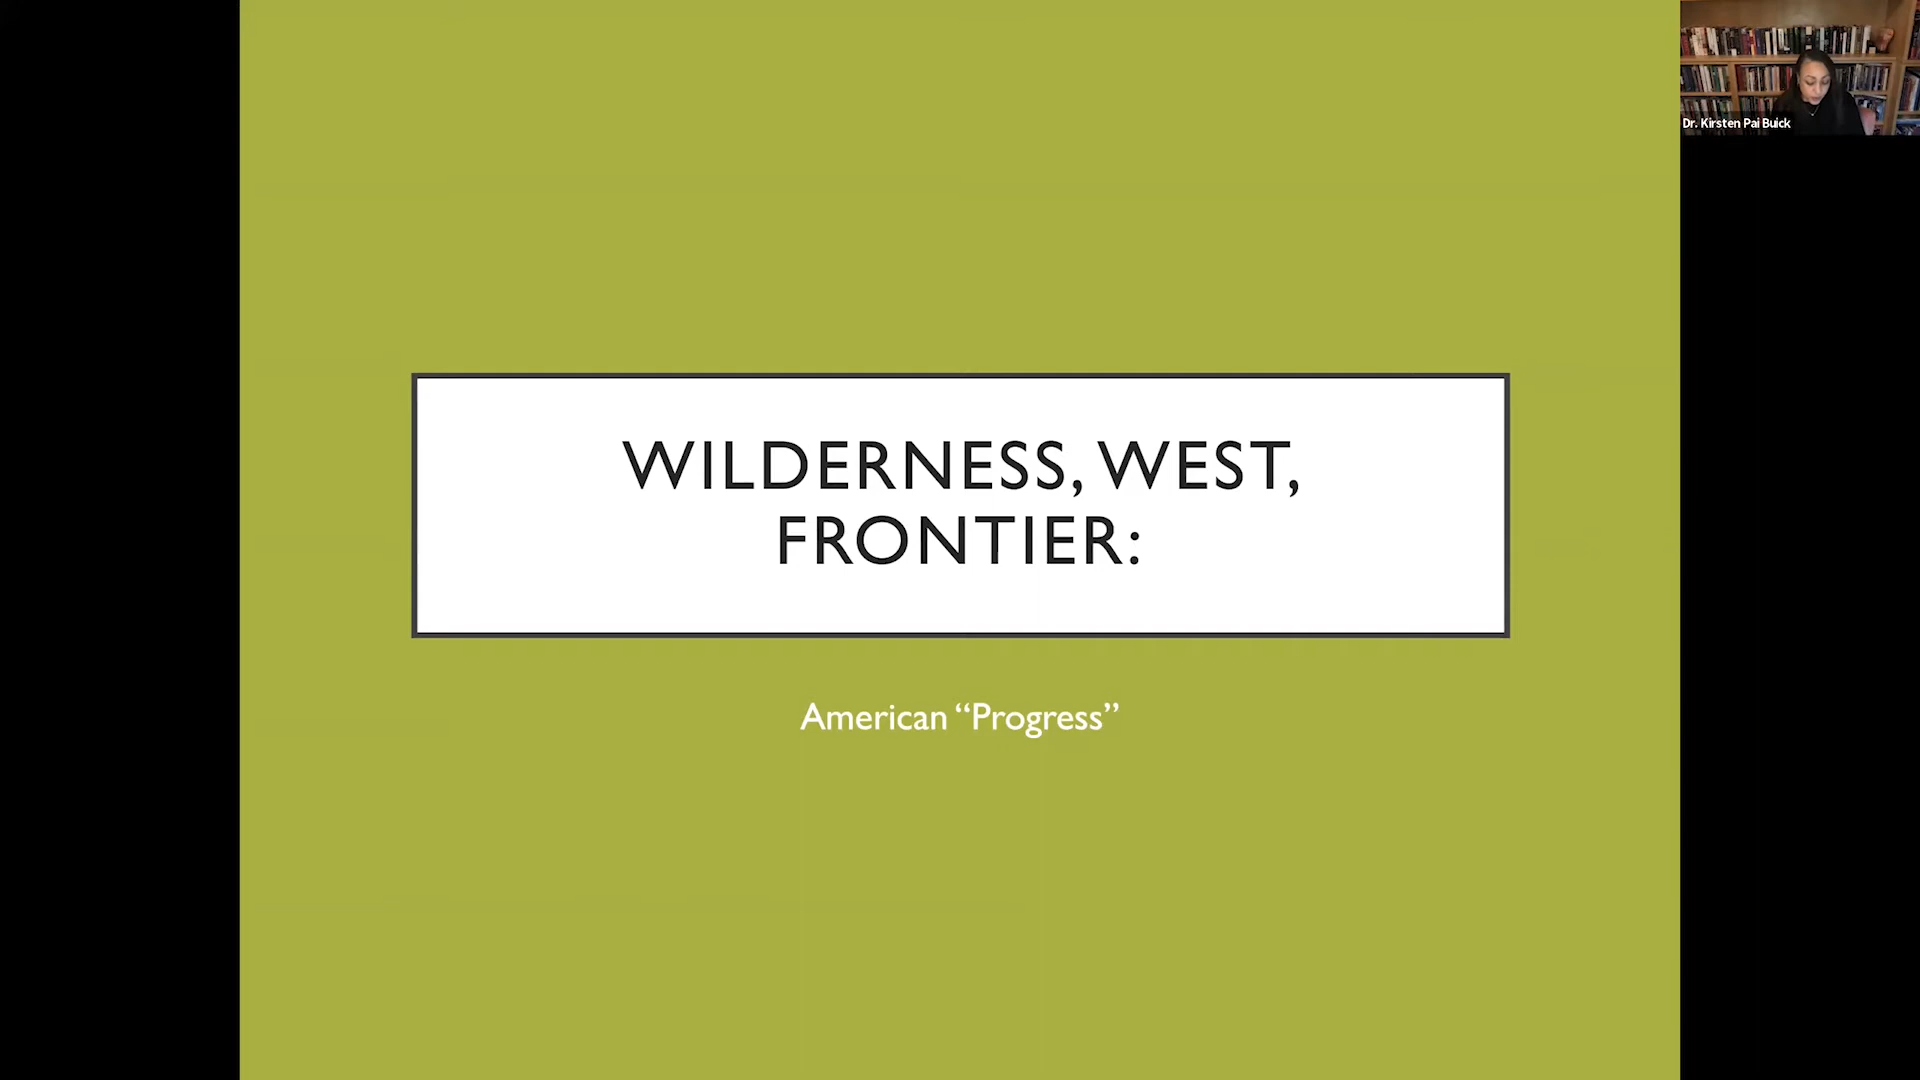 WILDERNESS, WEST,
FRONTIER:
American “Progress”
Dr. Kirsten Pai Buick